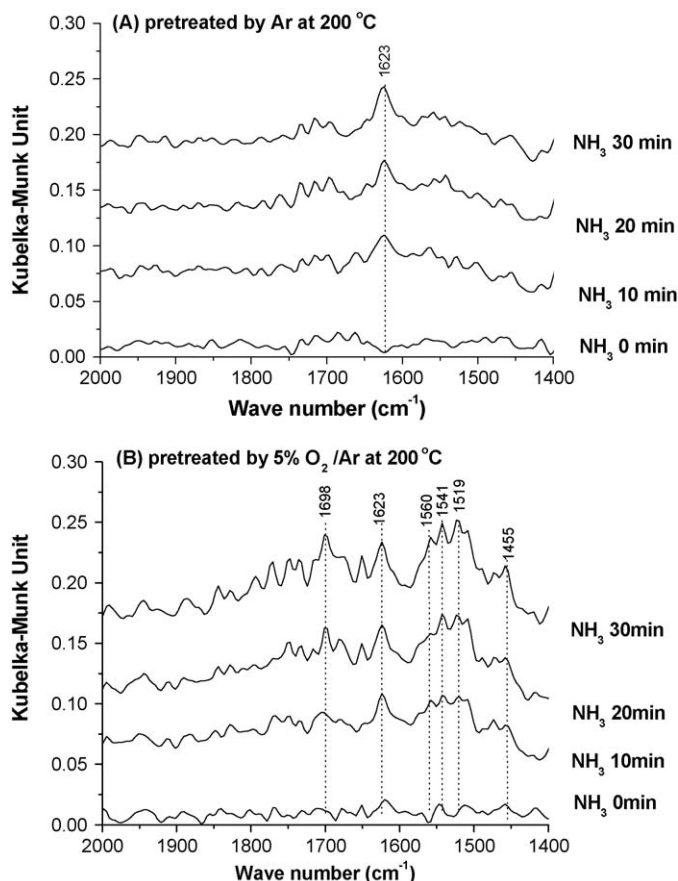 (A) pretreated by Ar at 200 °C
1623
0.30
0.25
0.20
0.15
0.10
0.05
0.00
Kubelka-Munk Unit
NH3 30 min
NH3 20 min
NH3 10 min
NH3 0 min
2000 1900 1800 1700 1600 1500 1400
Wave number (cm-1)
(B) pretreated by 5% O2 /Ar at 200 °C
1698
1623
1560
1541
1519
1455
0.30
0.25
0.20
0.15
0.10
0.05
0.00
Kubelka-Munk Unit
NH3 30min
NH3 20min
NH3 10min
NH3 0min
2000 1900 1800 1700 1600 1500 1400
Wave number (cm-1)